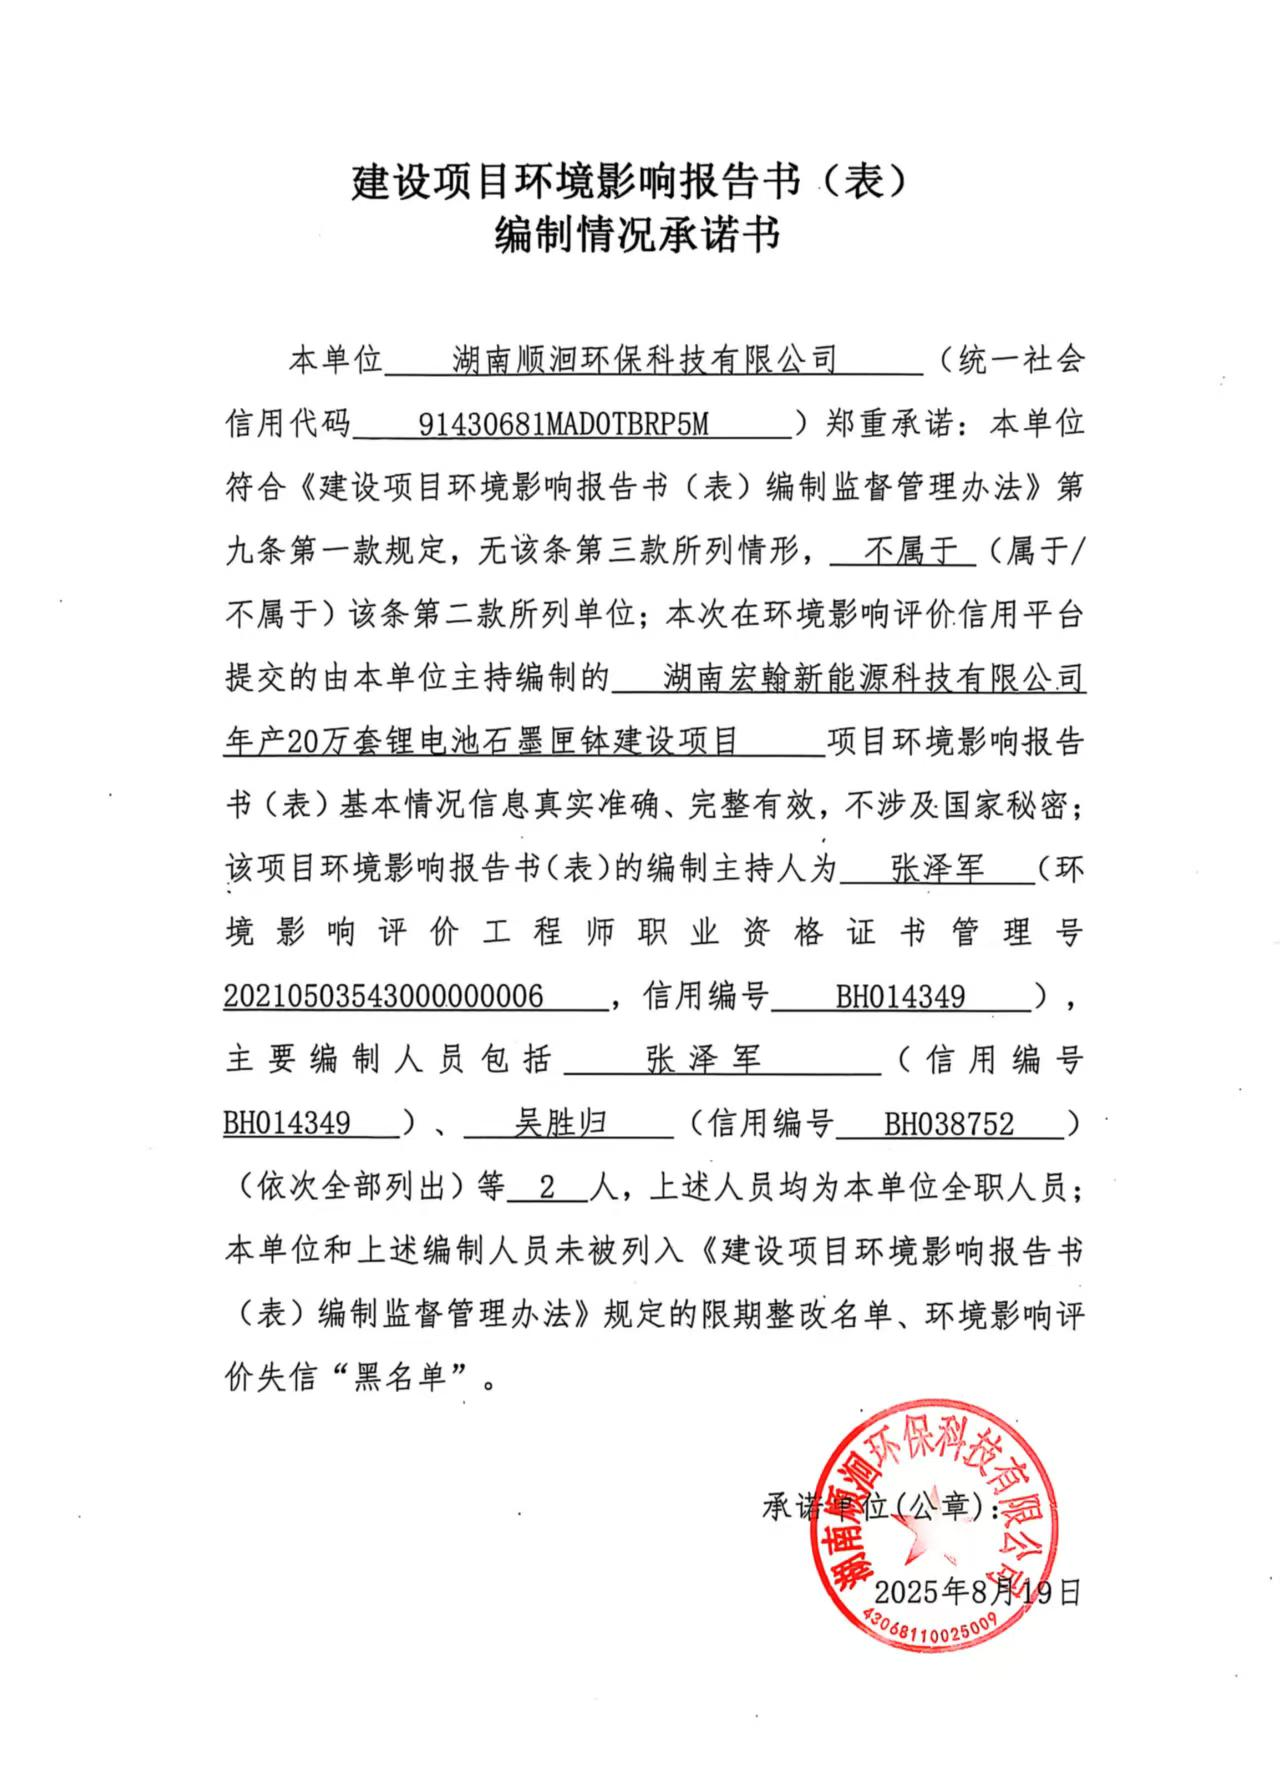 建设项目环境影响报告书（表）
编制情况承诺书
本单位 湖南顺洄环保科技有限公司 （统一社会
信用代码 91430681MAD0TBRP5M ）郑重承诺：本单位
符合《建设项目环境影响报告书（表）编制监督管理办法》第
九条第一款规定，无该条第三款所列情形， 不属于 （属于/
不属于）该条第二款所列单位；本次在环境影响评价信用平台
提交的由本单位主持编制的 湖南宏翰新能源科技有限公司
年产20万套锂电池石墨匣钵建设项目 项目环境影响报告
书（表）基本情况信息真实准确、完整有效，不涉及国家秘密；
该项目环境影响报告书（表）的编制主持人为 张泽军 （环
境影响评价工程师职业资格证书管理号
20210503543000000006 ，信用编号 BH014349 ），
主要编制人员包括 张泽军 （信用编号
BH014349 ）、 吴胜归 （信用编号 BH038752 ）
（依次全部列出）等 2 人，上述人员均为本单位全职人员；
本单位和上述编制人员未被列入《建设项目环境影响报告书
（表）编制监督管理办法》规定的限期整改名单、环境影响评
价失信“黑名单”。
承诺单位(公章)：
2025年8月19日
湖南顺洄环保科技有限公司
43068110025009